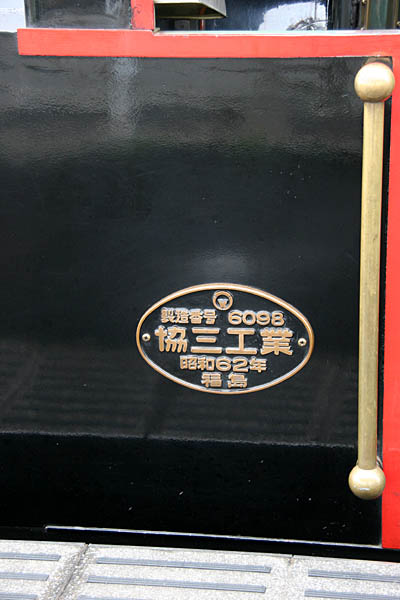 製造番号 6098
協三工業
昭和62年
福島